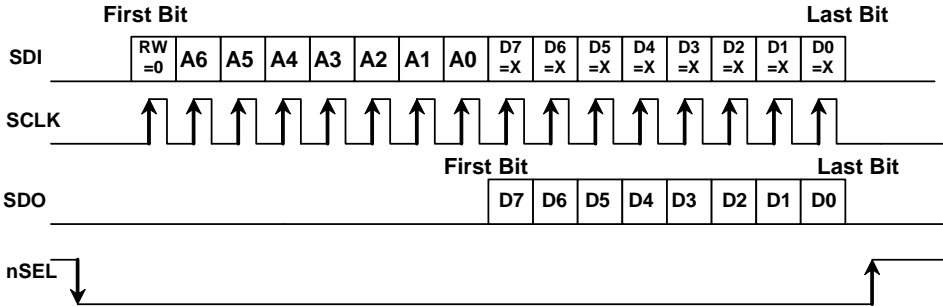 First Bit Last Bit
SDI RW =0 A6 A5 A4 A3 A2 A1 A0 D7 =X D6 =X D5 =X D4 =X D3 =X D2 =X D1 =X D0 =X
SCLK
First Bit Last Bit
SDO D7 D6 D5 D4 D3 D2 D1 D0
nSEL